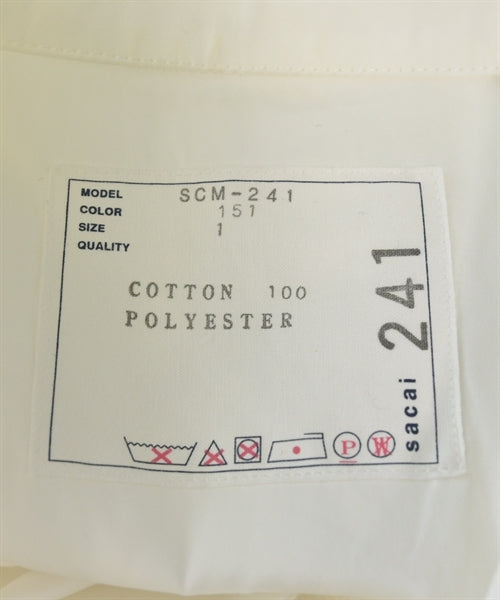 MODEL SCM-241
COLOR 151
SIZE 1
QUALITY
COTTON 100
POLYESTER
sacai 241
P
W